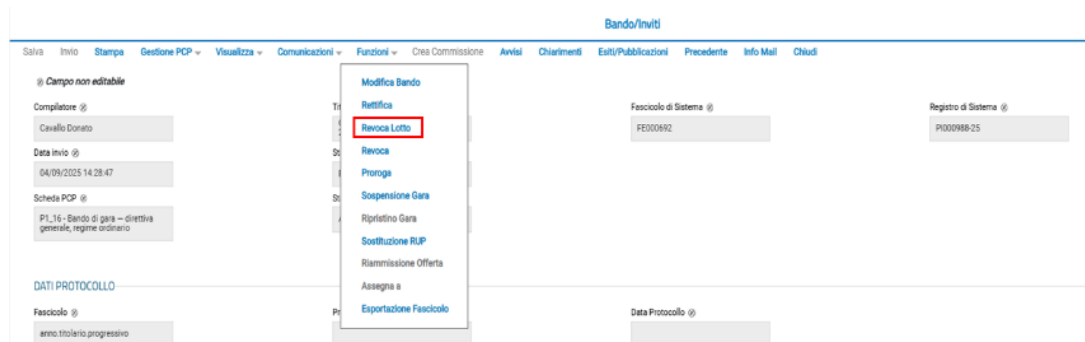 Bando/Inviti
Salva Invio Stampa Gestione PCP Visualizza Comunicazioni Funzioni Crea Commissione Avvisi Chiarimenti Esiti/Pubblicazioni Precedente Info Mail Chiudi
Campo non editabile
Modifica Bando
Rettifica
Revoca Lotto
Revoca
Proroga
Sospensione Gara
Ripristino Gara
Sostituzione RUP
Riammissione Offerta
Assegna a
Esportazione Fascicolo
Compilatore
Fascicolo di Sistema
Registro di Sistema
Cavallo Donato
FE000692
PI000988-25
Data invio
04/09/2025 14:28:47
Scheda PCP
P1_16 - Bando di gara – direttiva
generale, regime ordinario
DATI PROTOCOLLO
Fascicolo
Data Protocollo
anno.titolario.progressivo